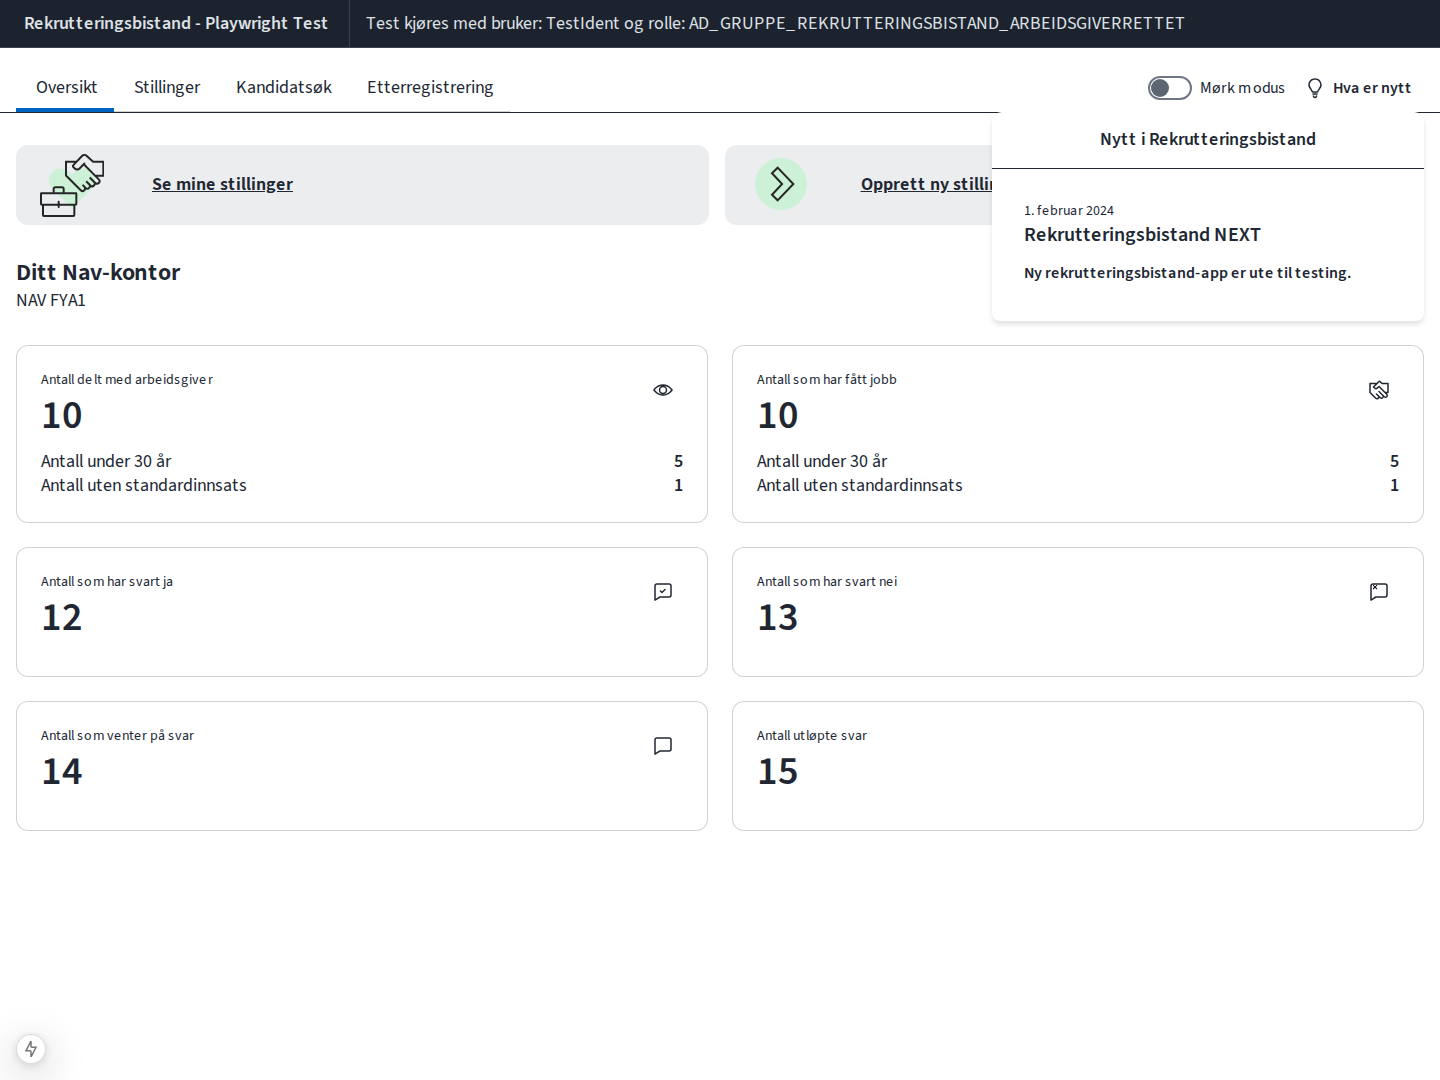 Rekrutteringsbistand - Playwright Test
Test kjøres med bruker: TestIdent og rolle: AD_GRUPPE_REKRUTTERINGSBISTAND_ARBEIDSGIVERRETTET
Oversikt
Stillinger
Kandidatsøk
Etterregistrering
Mørk modus
Hva er nytt
Nytt i Rekrutteringsbistand
1. februar 2024
Rekrutteringsbistand NEXT
Ny rekrutteringsbistand-app er ute til testing.
Se mine stillinger
Opprett ny
Ditt Nav-kontor
NAV FYA1
Antall delt med arbeidsgiver
10
Antall under 30 år 5
Antall uten standardinnsats 1
Antall som har fått jobb
10
Antall under 30 år 5
Antall uten standardinnsats 1
Antall som har svart ja
12
Antall som har svart nei
13
Antall som venter på svar
14
Antall utløpte svar
15